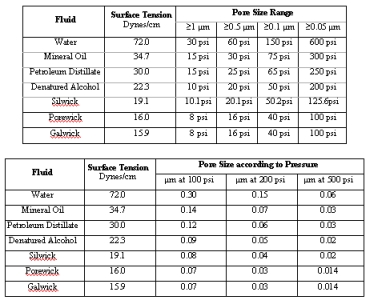 Fluid Surface Tension Dynes/cm Pore Size Range
≥1 µm ≥0.5 µm ≥0.1 µm ≥0.05 µm
Water 72.0 30 psi 60 psi 150 psi 600 psi
Mineral Oil 34.7 15 psi 30 psi 75 psi 300 psi
Petroleum Distillate 30.0 15 psi 25 psi 65 psi 250 psi
Denatured Alcohol 22.3 10 psi 20 psi 50 psi 200 psi
Silwick 19.1 10.1psi 20.1psi 50.2psi 125.6psi
Porewick 16.0 8 psi 16 psi 40 psi 100 psi
Galwick 15.9 8 psi 16 psi 40 psi 100 psi
Fluid Surface Tension Dynes/cm Pore Size according to Pressure
µm at 100 psi µm at 200 psi µm at 500 psi
Water 72.0 0.30 0.15 0.06
Mineral Oil 34.7 0.14 0.07 0.03
Petroleum Distillate 30.0 0.12 0.06 0.03
Denatured Alcohol 22.3 0.09 0.05 0.02
Silwick 19.1 0.08 0.04 0.02
Porewick 16.0 0.07 0.03 0.014
Galwick 15.9 0.07 0.03 0.014